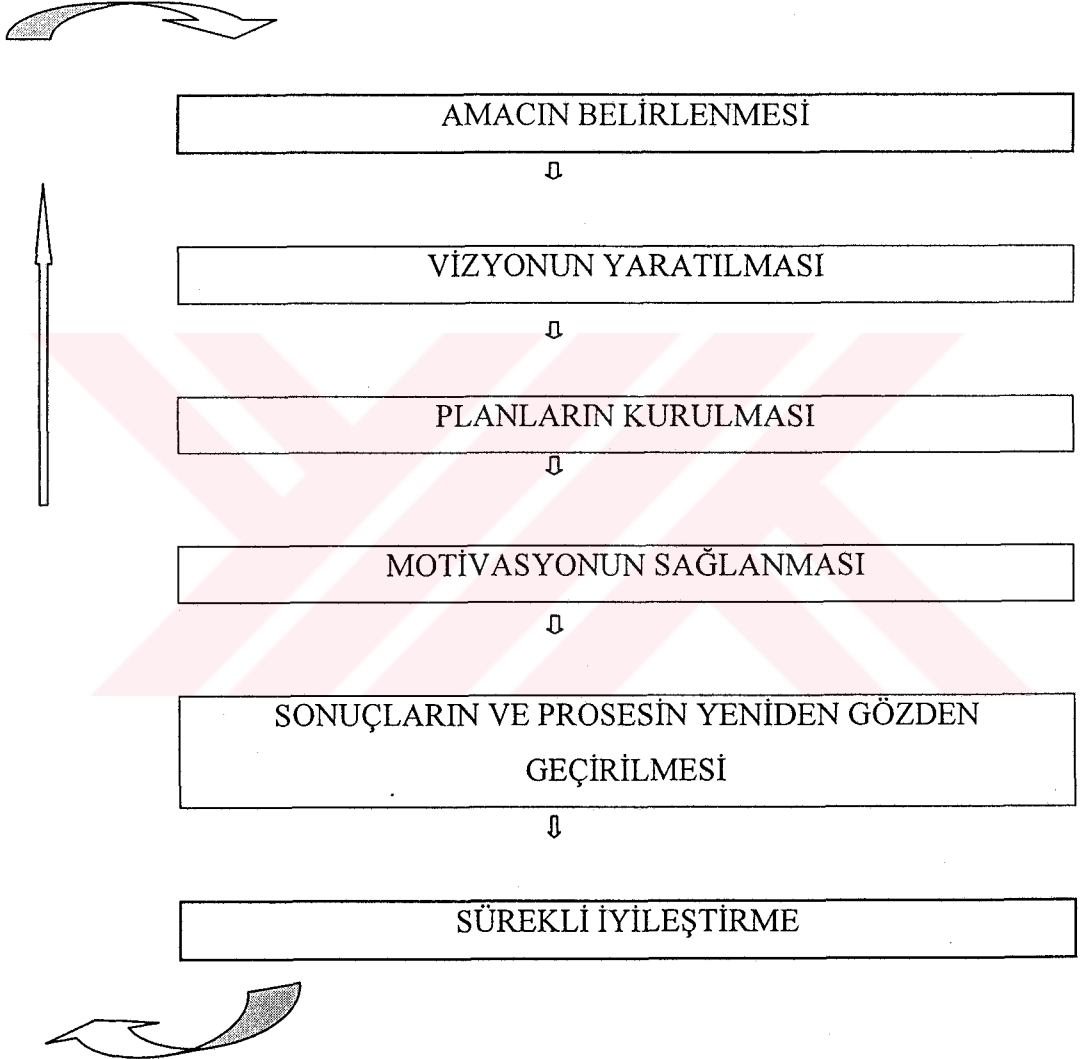 AMACIN BELİRLENMESİ
VİZYONUN YARATILMASI
PLANLARIN KURULMASI
MOTİVASYONUN SAĞLANMASI
SONUÇLARIN VE PROSESİN YENİDEN GÖZDEN
GEÇİRİLMESİ
SÜREKLİ İYİLEŞTİRME